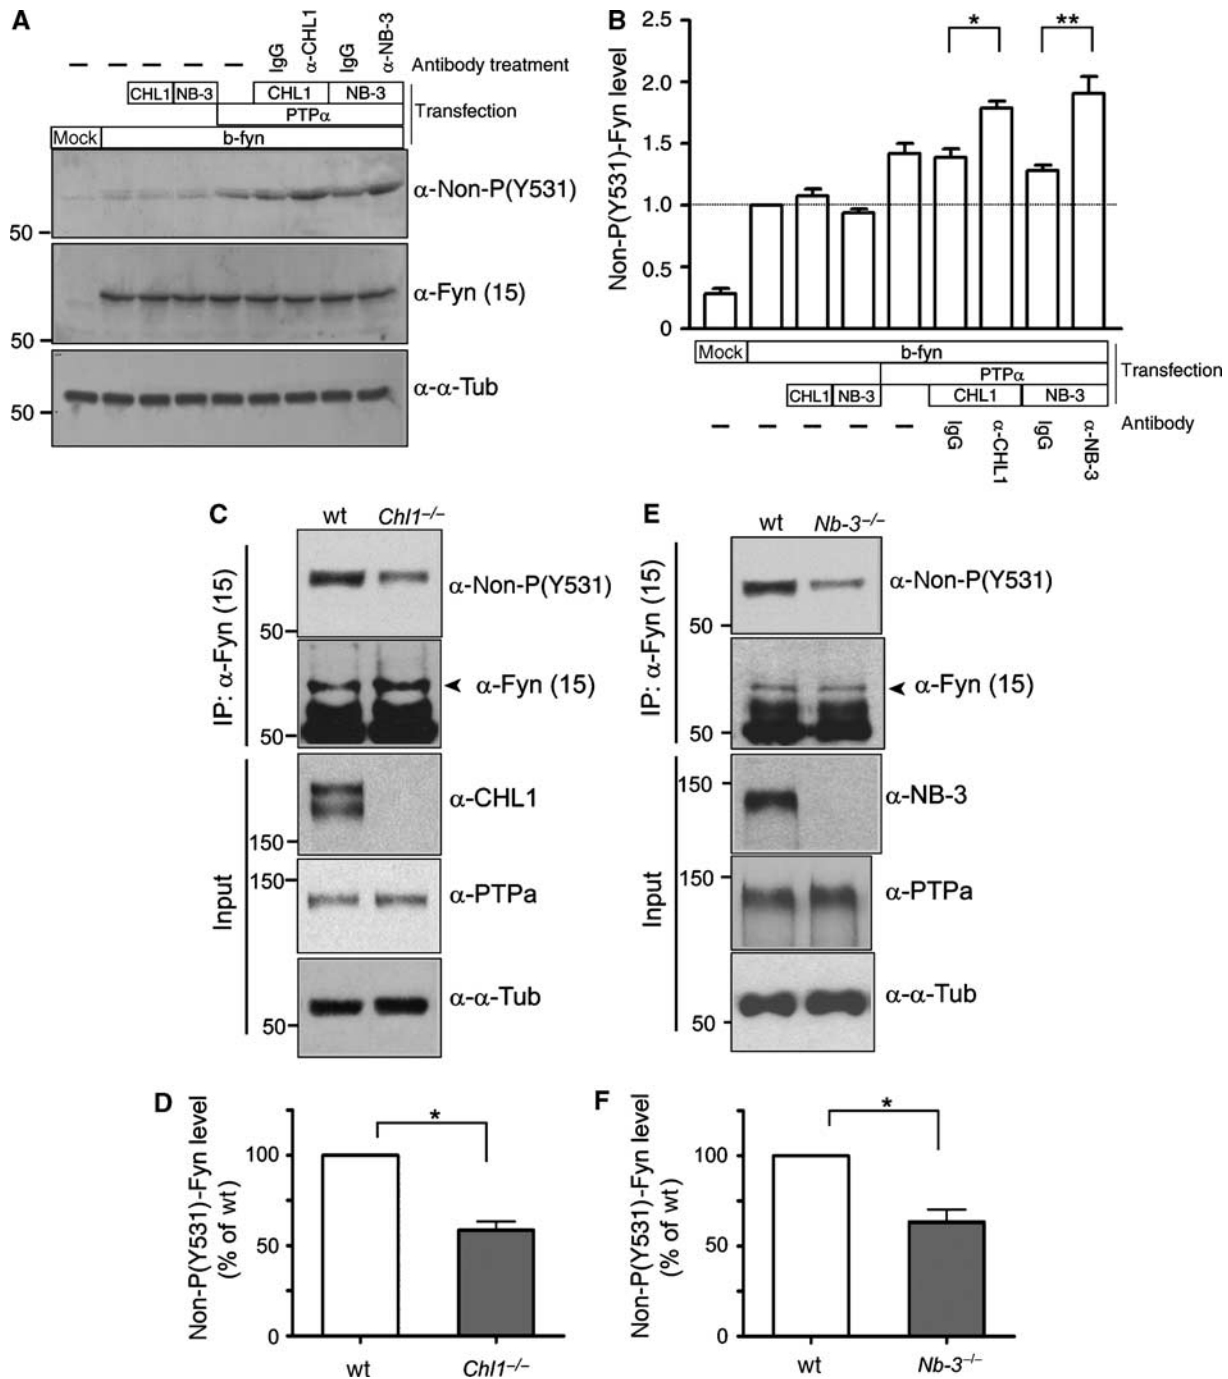 A
IgG
α-CHL1
IgG
α-NB-3
– – – – – Antibody treatment
CHL1 NB-3 CHL1 NB-3
PTPα
Transfection
Mock b-fyn
α-Non-P(Y531)
50
α-Fyn (15)
50
α-α-Tub
50
B
Non-P(Y531)-Fyn level
2.5
2.0
1.5
1.0
0.5
0
* **
Mock b-fyn
PTPα
Transfection
CHL1 NB-3 CHL1 NB-3
– – – – – IgG α-CHL1 IgG α-NB-3 Antibody
C
wt Chl1–/–
IP: α-Fyn (15)
α-Non-P(Y531)
50
α-Fyn (15)
50
Input
α-CHL1
150
150
α-PTPa
α-α-Tub
50
E
wt Nb-3–/–
IP: α-Fyn (15)
α-Non-P(Y531)
50
α-Fyn (15)
50
Input
150
α-NB-3
150
α-PTPa
α-α-Tub
50
D
Non-P(Y531)-Fyn level
(% of wt)
100
50
0
*
wt Chl1–/–
F
Non-P(Y531)-Fyn level
(% of wt)
100
50
0
*
wt Nb-3–/–